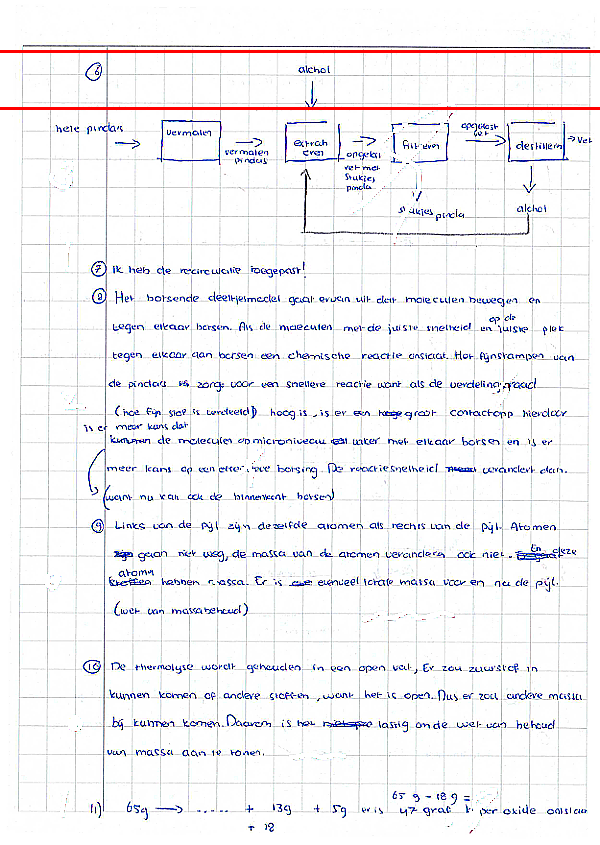 6
alchol
hele pinda's
vermalen
vermalen pindas
extraheren
opgelost vet met stukjes pinda
filtreren
opgelost vet
destilleren
Vet
stukjes pinda
alchol
7 Ik heb de recirculatie toegepast!
8 Het botsende deeltjesmodel gaat ervan uit dat moleculen bewegen en
tegen elkaar botsen. Als de moleculen met de juiste snelheid en op de juiste plek
tegen elkaar aan botsen een chemische reactie ontstaat. Het fijnstampen van
de pinda's zorgt voor een snellere reactie want als de verdelingsgraad
(hoe fijn stof is verdeeld) hoog is, is er een groot contactopp hierdoor
is er meer kans dat
de moleculen op microniveau vaker met elkaar botsen en is er
meer kans op een effectieve botsing. De reactiesnelheid verandert dan.
(want nu kan ook de binnenkant botsen)
9 Links van de pijl zijn dezelfde atomen als rechts van de pijl. Atomen
gaan niet weg, de massa van de atomen veranderen ook niet. En deze
atomen hebben massa. Er is evenveel totale massa voor en na de pijl.
(wet van massabehoud)
10 De thermolyse wordt gehouden in een open vat, Er zou zuurstof in
kunnen komen of andere stoffen, want het is open. Dus er zou andere massa
bij kunnen komen. Daarom is het lastig om de wet van behoud
van massa aan te tonen.
65 g - 18 g =
11) 65g → ..... + 13g + 5g er is 47 gram peroxide ontstaan
+ 18